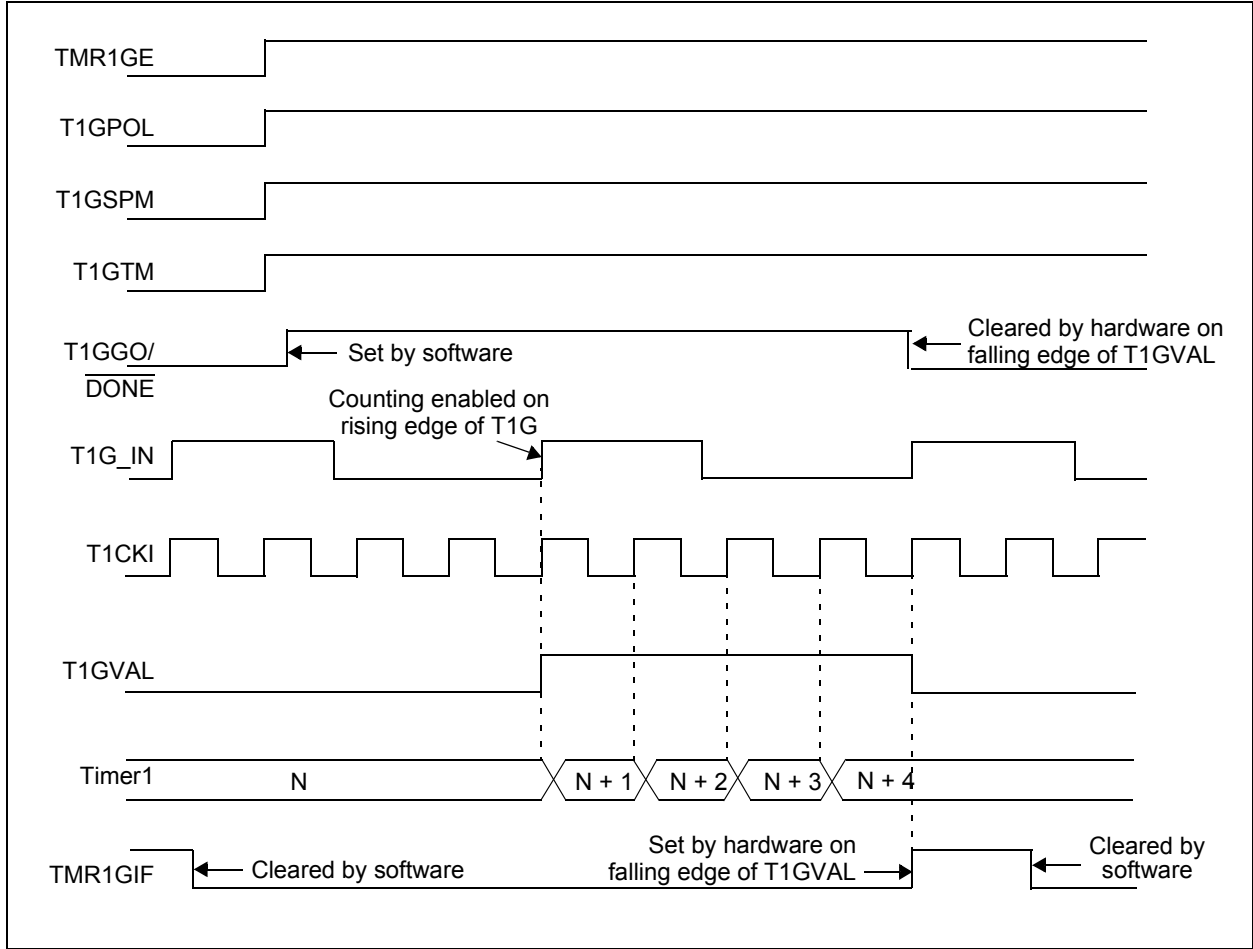 TMR1GE
T1GPOL
T1GSPM
T1GTM
T1GGO/
DONE
Set by software
Cleared by hardware on
falling edge of T1GVAL
Counting enabled on
rising edge of T1G
T1G_IN
T1CKI
T1GVAL
Timer1
N
N + 1
N + 2
N + 3
N + 4
TMR1GIF
Cleared by software
Set by hardware on
falling edge of T1GVAL
Cleared by
software